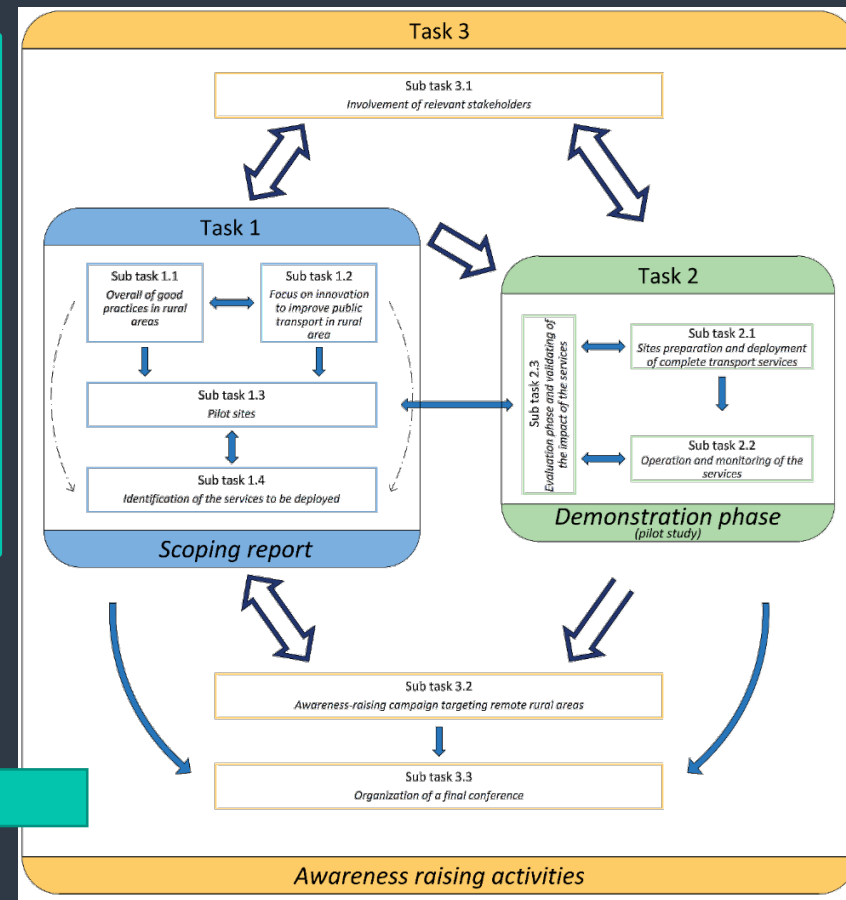 Task 3
Sub task 3.1
Involvement of relevant stakeholders
Task 1
Sub task 1.1
Overall of good
practices in rural
areas
Sub task 1.2
Focus on innovation
to improve public
transport in rural
area
Sub task 1.3
Pilot sites
Sub task 1.4
Identification of the services to be deployed
Scoping report
Task 2
Sub task 2.3
Evaluation phase and validating of
the impact of the services
Sub task 2.1
Sites preparation and deployment
of complete transport services
Sub task 2.2
Operation and monitoring of the
services
Demonstration phase
(pilot study)
Sub task 3.2
Awareness-raising campaign targeting remote rural areas
Sub task 3.3
Organization of a final conference
Awareness raising activities